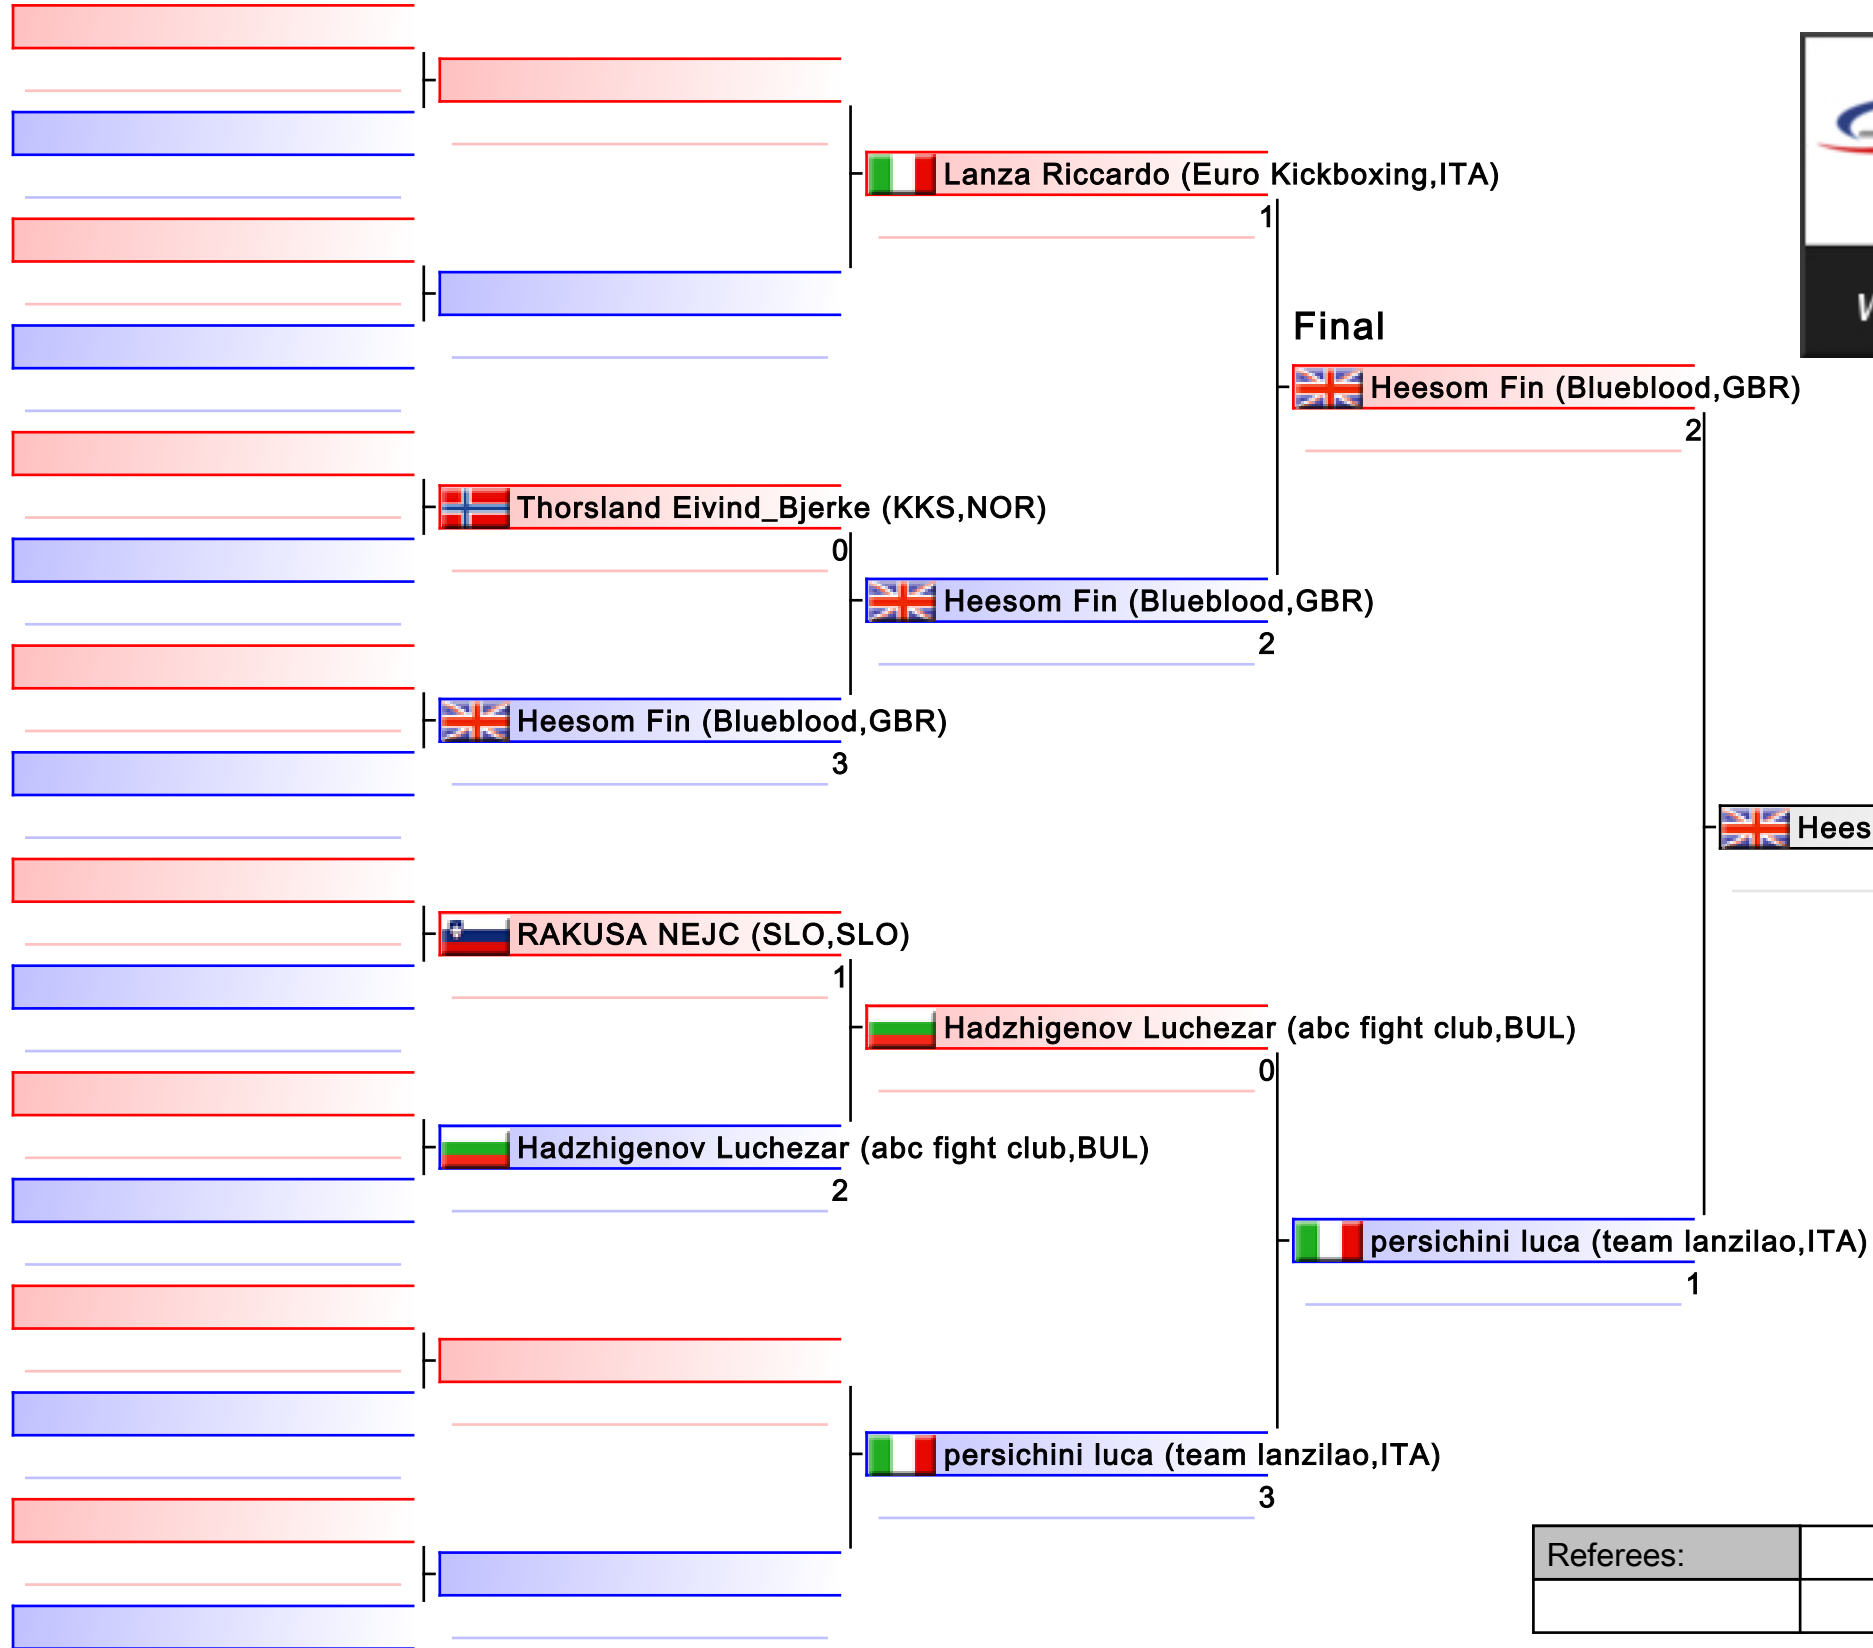 Lanza Riccardo (Euro Kickboxing,ITA)
1
Final
Heesom Fin (Blueblood,GBR)
2
Thorsland Eivind_Bjerke (KKS,NOR)
0
Heesom Fin (Blueblood,GBR)
2
Heesom Fin (Blueblood,GBR)
3
Hees
RAKUSA NEJC (SLO,SLO)
1
Hadzhigenov Luchezar (abc fight club,BUL)
0
Hadzhigenov Luchezar (abc fight club,BUL)
2
persichini luca (team lanzilao,ITA)
1
persichini luca (team lanzilao,ITA)
3
Referees: